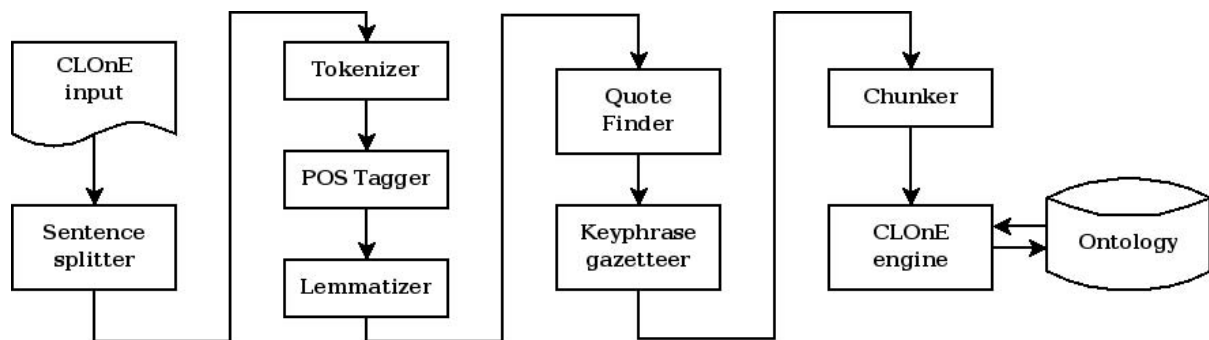 CLOnE
input
Sentence
splitter
Tokenizer
POS Tagger
Lemmatizer
Quote
Finder
Keyphrase
gazetteer
Chunker
CLOnE
engine
Ontology